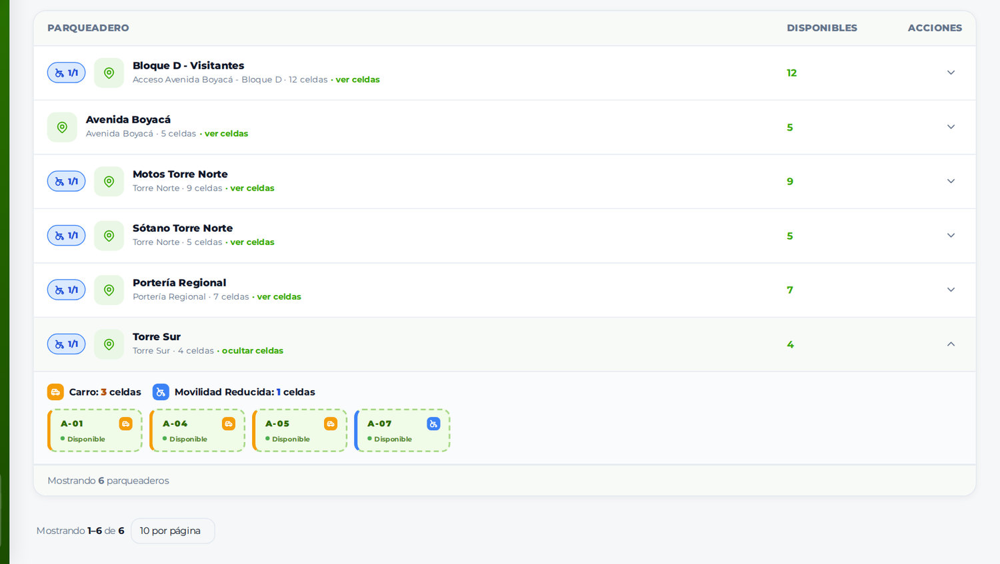 PARQUEADERO DISPONIBLES ACCIONES
1/1 Bloque D - Visitantes 12
Acceso Avenida Boyacá - Bloque D · 12 celdas · ver celdas
Avenida Boyacá 5
Avenida Boyacá · 5 celdas · ver celdas
1/1 Motos Torre Norte 9
Torre Norte · 9 celdas · ver celdas
1/1 Sótano Torre Norte 5
Torre Norte · 5 celdas · ver celdas
1/1 Portería Regional 7
Portería Regional · 7 celdas · ver celdas
1/1 Torre Sur 4
Torre Sur · 4 celdas · ocultar celdas
Carro: 3 celdas Movilidad Reducida: 1 celdas
A-01 A-04 A-05 A-07
Disponible Disponible Disponible Disponible
Mostrando 6 parqueaderos
Mostrando 1–6 de 6 10 por página